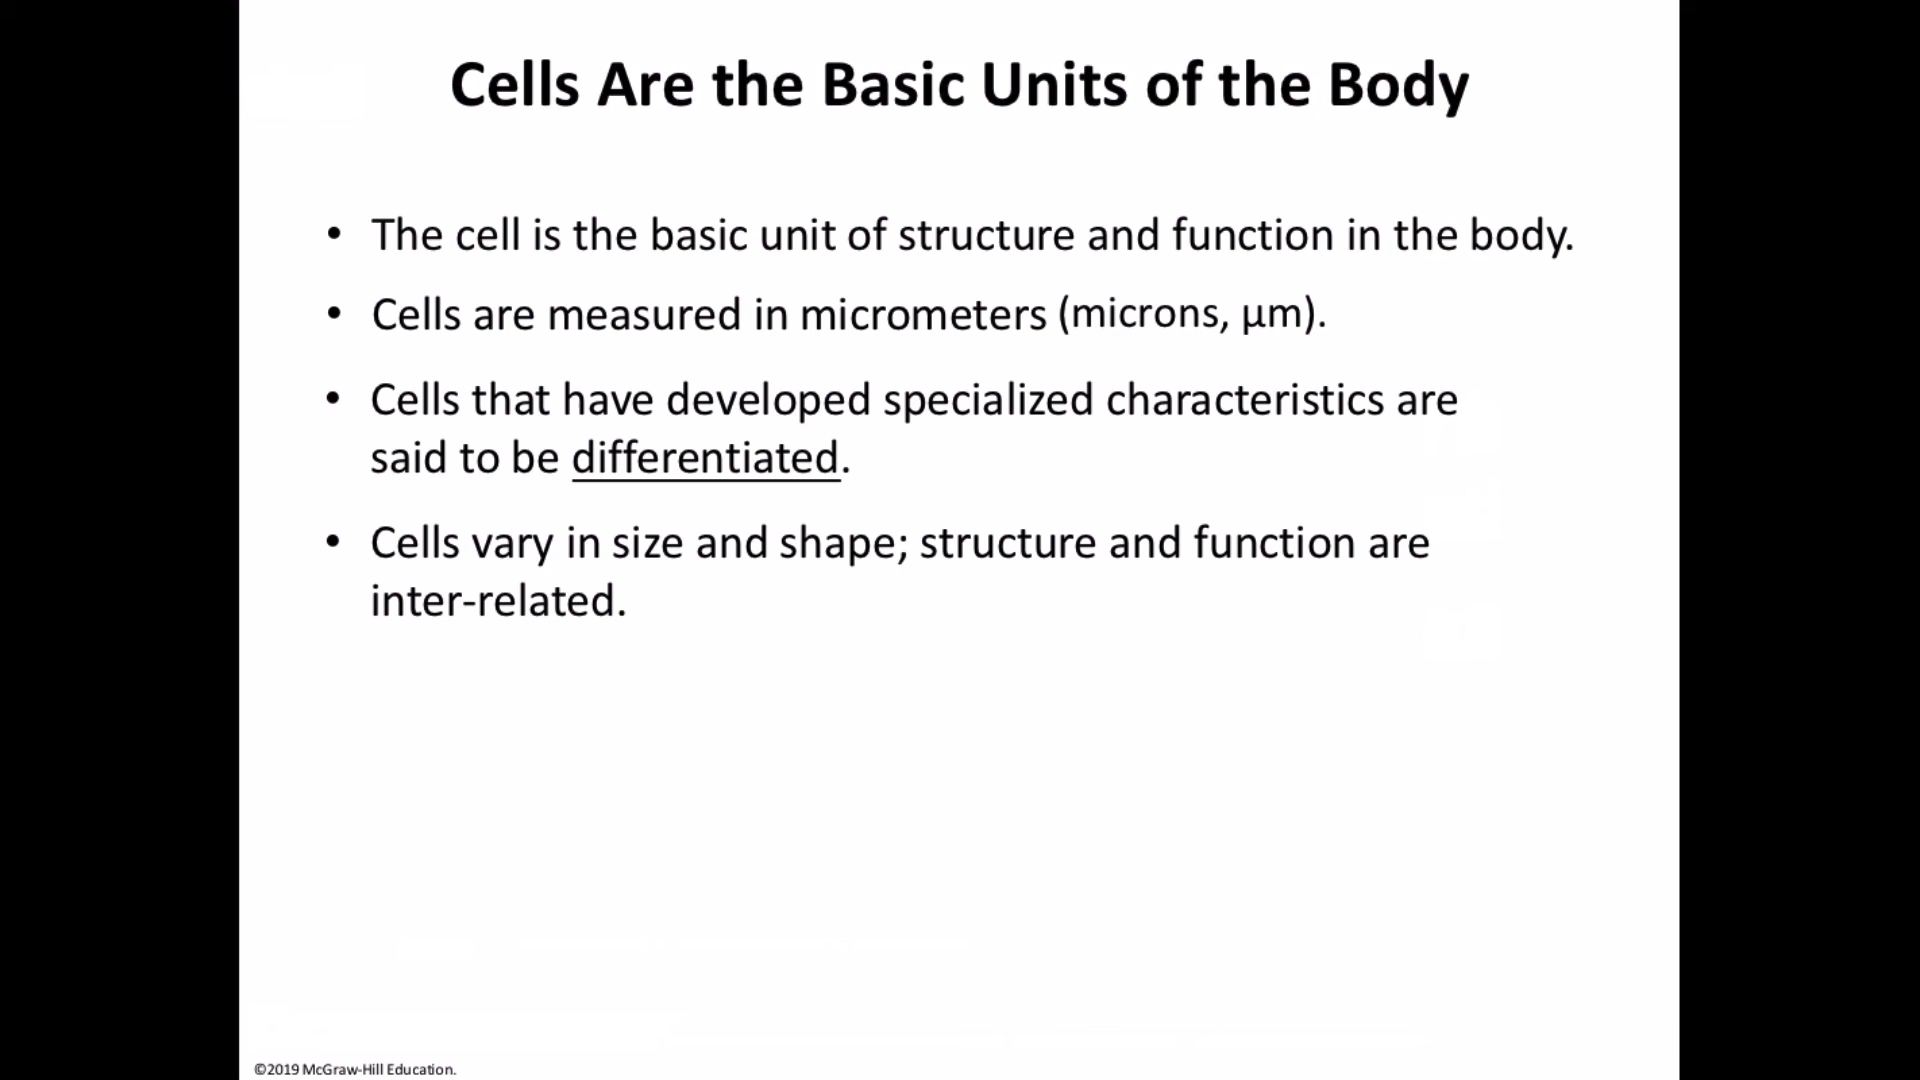 Cells Are the Basic Units of the Body
• The cell is the basic unit of structure and function in the body.
• Cells are measured in micrometers (microns, µm).
• Cells that have developed specialized characteristics are
said to be differentiated.
• Cells vary in size and shape; structure and function are
inter-related.
©2019 McGraw-Hill Education.